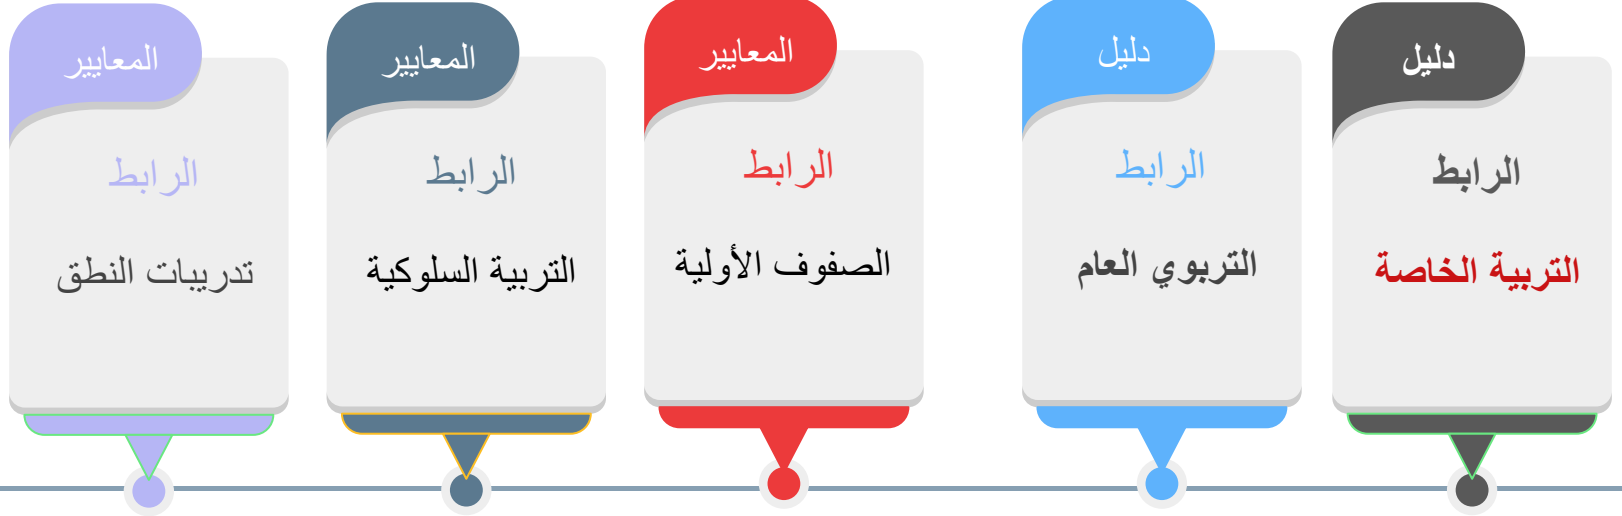 دليل
الرابط
التربية الخاصة
دليل
الرابط
التربوي العام
المعايير
الرابط
الصفوف الأولية
المعايير
الرابط
التربية السلوكية
المعايير
الرابط
تدريبات النطق